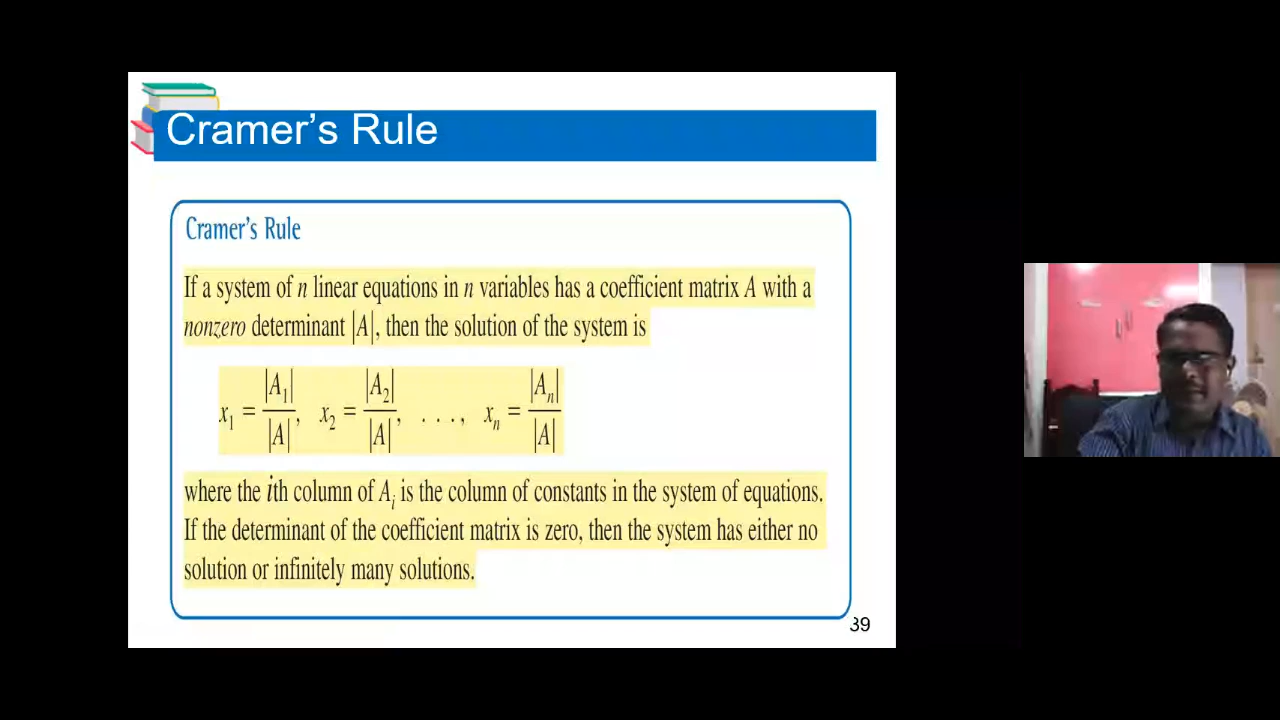 Cramer’s Rule
Cramer’s Rule
If a system of n linear equations in n variables has a coefficient matrix A with a
nonzero determinant |A|, then the solution of the system is
x₁ = |A₁|/|A|, x₂ = |A₂|/|A|, . . . , xₙ = |Aₙ|/|A|
where the ith column of Aᵢ is the column of constants in the system of equations.
If the determinant of the coefficient matrix is zero, then the system has either no
solution or infinitely many solutions.
39